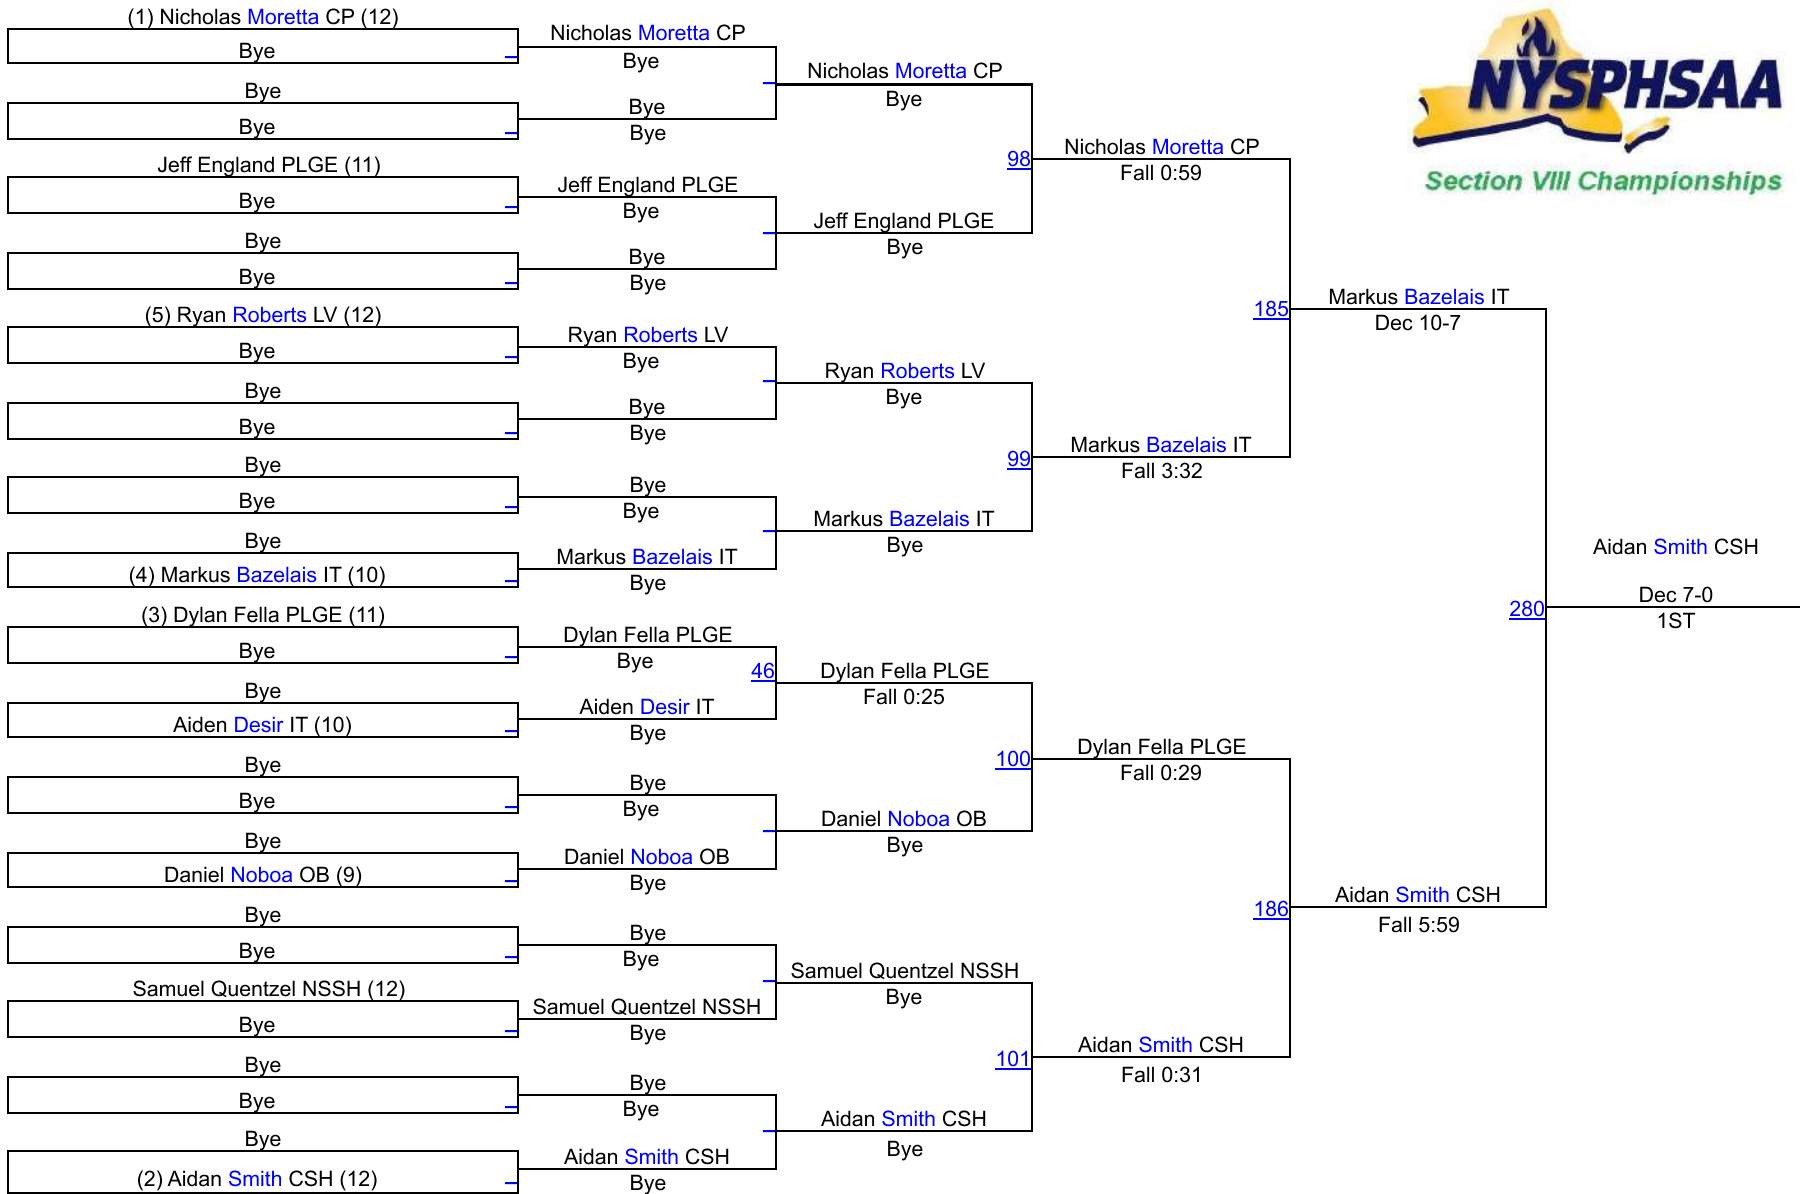 (1) Nicholas Moretta CP (12)
Bye
Bye
Bye
Jeff England PLGE (11)
Bye
Bye
Bye
(5) Ryan Roberts LV (12)
Bye
Bye
Bye
Bye
Bye
Bye
(4) Markus Bazelais IT (10)
(3) Dylan Fella PLGE (11)
Bye
Bye
Aiden Desir IT (10)
Bye
Bye
Bye
Daniel Noboa OB (9)
Bye
Bye
Samuel Quentzel NSSH (12)
Bye
Bye
Bye
Bye
(2) Aidan Smith CSH (12)
Nicholas Moretta CP
Bye
Bye
Bye
Jeff England PLGE
Bye
Bye
Bye
Ryan Roberts LV
Bye
Bye
Bye
Bye
Bye
Markus Bazelais IT
Bye
Dylan Fella PLGE
Bye
46
Aiden Desir IT
Bye
Bye
Bye
Daniel Noboa OB
Bye
Bye
Bye
Samuel Quentzel NSSH
Bye
Bye
Bye
Aidan Smith CSH
Bye
Nicholas Moretta CP
Bye
98
Jeff England PLGE
Bye
Ryan Roberts LV
Bye
99
Markus Bazelais IT
Bye
Dylan Fella PLGE
Fall 0:25
100
Daniel Noboa OB
Bye
Samuel Quentzel NSSH
Bye
101
Aidan Smith CSH
Bye
Nicholas Moretta CP
Fall 0:59
185
Markus Bazelais IT
Fall 3:32
Dylan Fella PLGE
Fall 0:29
186
Aidan Smith CSH
Fall 0:31
Markus Bazelais IT
Dec 10-7
280
Aidan Smith CSH
Fall 5:59
NYSPHSAA
Section VIII Championships
Aidan Smith CSH
Dec 7-0
1ST